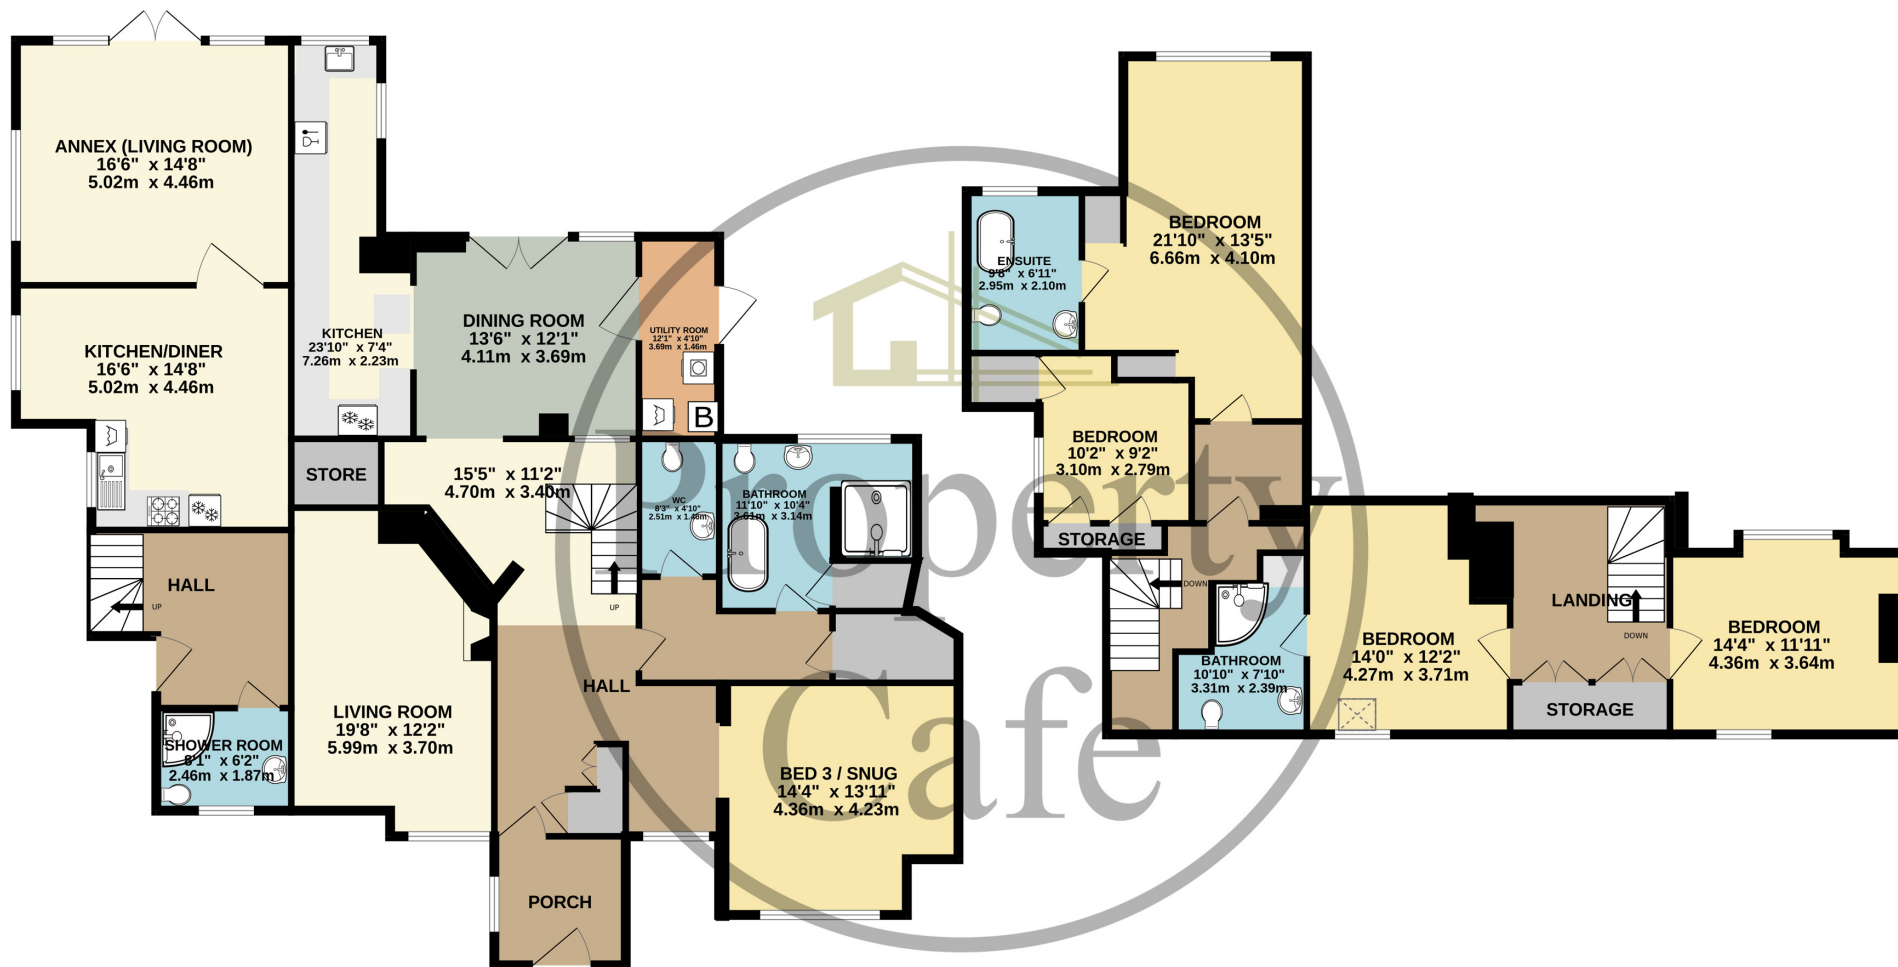 ANNEX (LIVING ROOM)
16'6" x 14'8"
5.02m x 4.46m
KITCHEN/DINER
16'6" x 14'8"
5.02m x 4.46m
KITCHEN
23'10" x 7'4"
7.26m x 2.23m
DINING ROOM
13'6" x 12'1"
4.11m x 3.69m
UTILITY ROOM
12'1" x 4'10"
3.69m x 1.46m
B
STORE
15'5" x 11'2"
4.70m x 3.40m
UP
WC
8'3" x 4'10"
2.51m x 1.46m
BATHROOM
11'10" x 10'4"
3.61m x 3.14m
HALL
UP
SHOWER ROOM
8'1" x 6'2"
2.46m x 1.87m
LIVING ROOM
19'8" x 12'2"
5.99m x 3.70m
HALL
BED 3 / SNUG
14'4" x 13'11"
4.36m x 4.23m
PORCH
ENSUITE
9'8" x 6'11"
2.95m x 2.10m
BEDROOM
21'10" x 13'5"
6.66m x 4.10m
BEDROOM
10'2" x 9'2"
3.10m x 2.79m
STORAGE
DOWN
BATHROOM
10'10" x 7'10"
3.31m x 2.39m
BEDROOM
14'0" x 12'2"
4.27m x 3.71m
LANDING
DOWN
STORAGE
BEDROOM
14'4" x 11'11"
4.36m x 3.64m
Property
Cafe